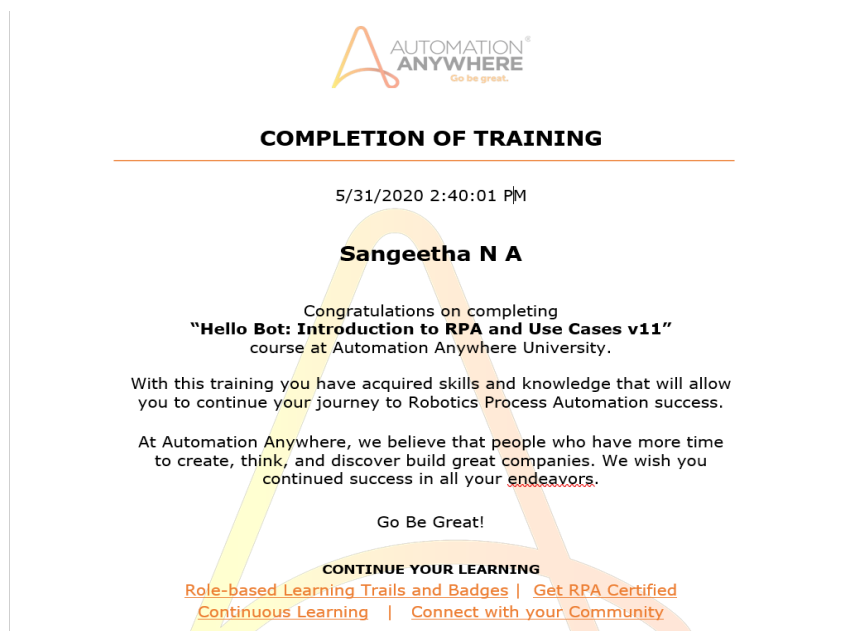 AUTOMATION®
ANYWHERE
Go be great.
COMPLETION OF TRAINING
5/31/2020 2:40:01 PM
Sangeetha N A
Congratulations on completing
“Hello Bot: Introduction to RPA and Use Cases v11”
course at Automation Anywhere University.
With this training you have acquired skills and knowledge that will allow
you to continue your journey to Robotics Process Automation success.
At Automation Anywhere, we believe that people who have more time
to create, think, and discover build great companies. We wish you
continued success in all your endeavors.
Go Be Great!
CONTINUE YOUR LEARNING
Role-based Learning Trails and Badges | Get RPA Certified
Continuous Learning | Connect with your Community